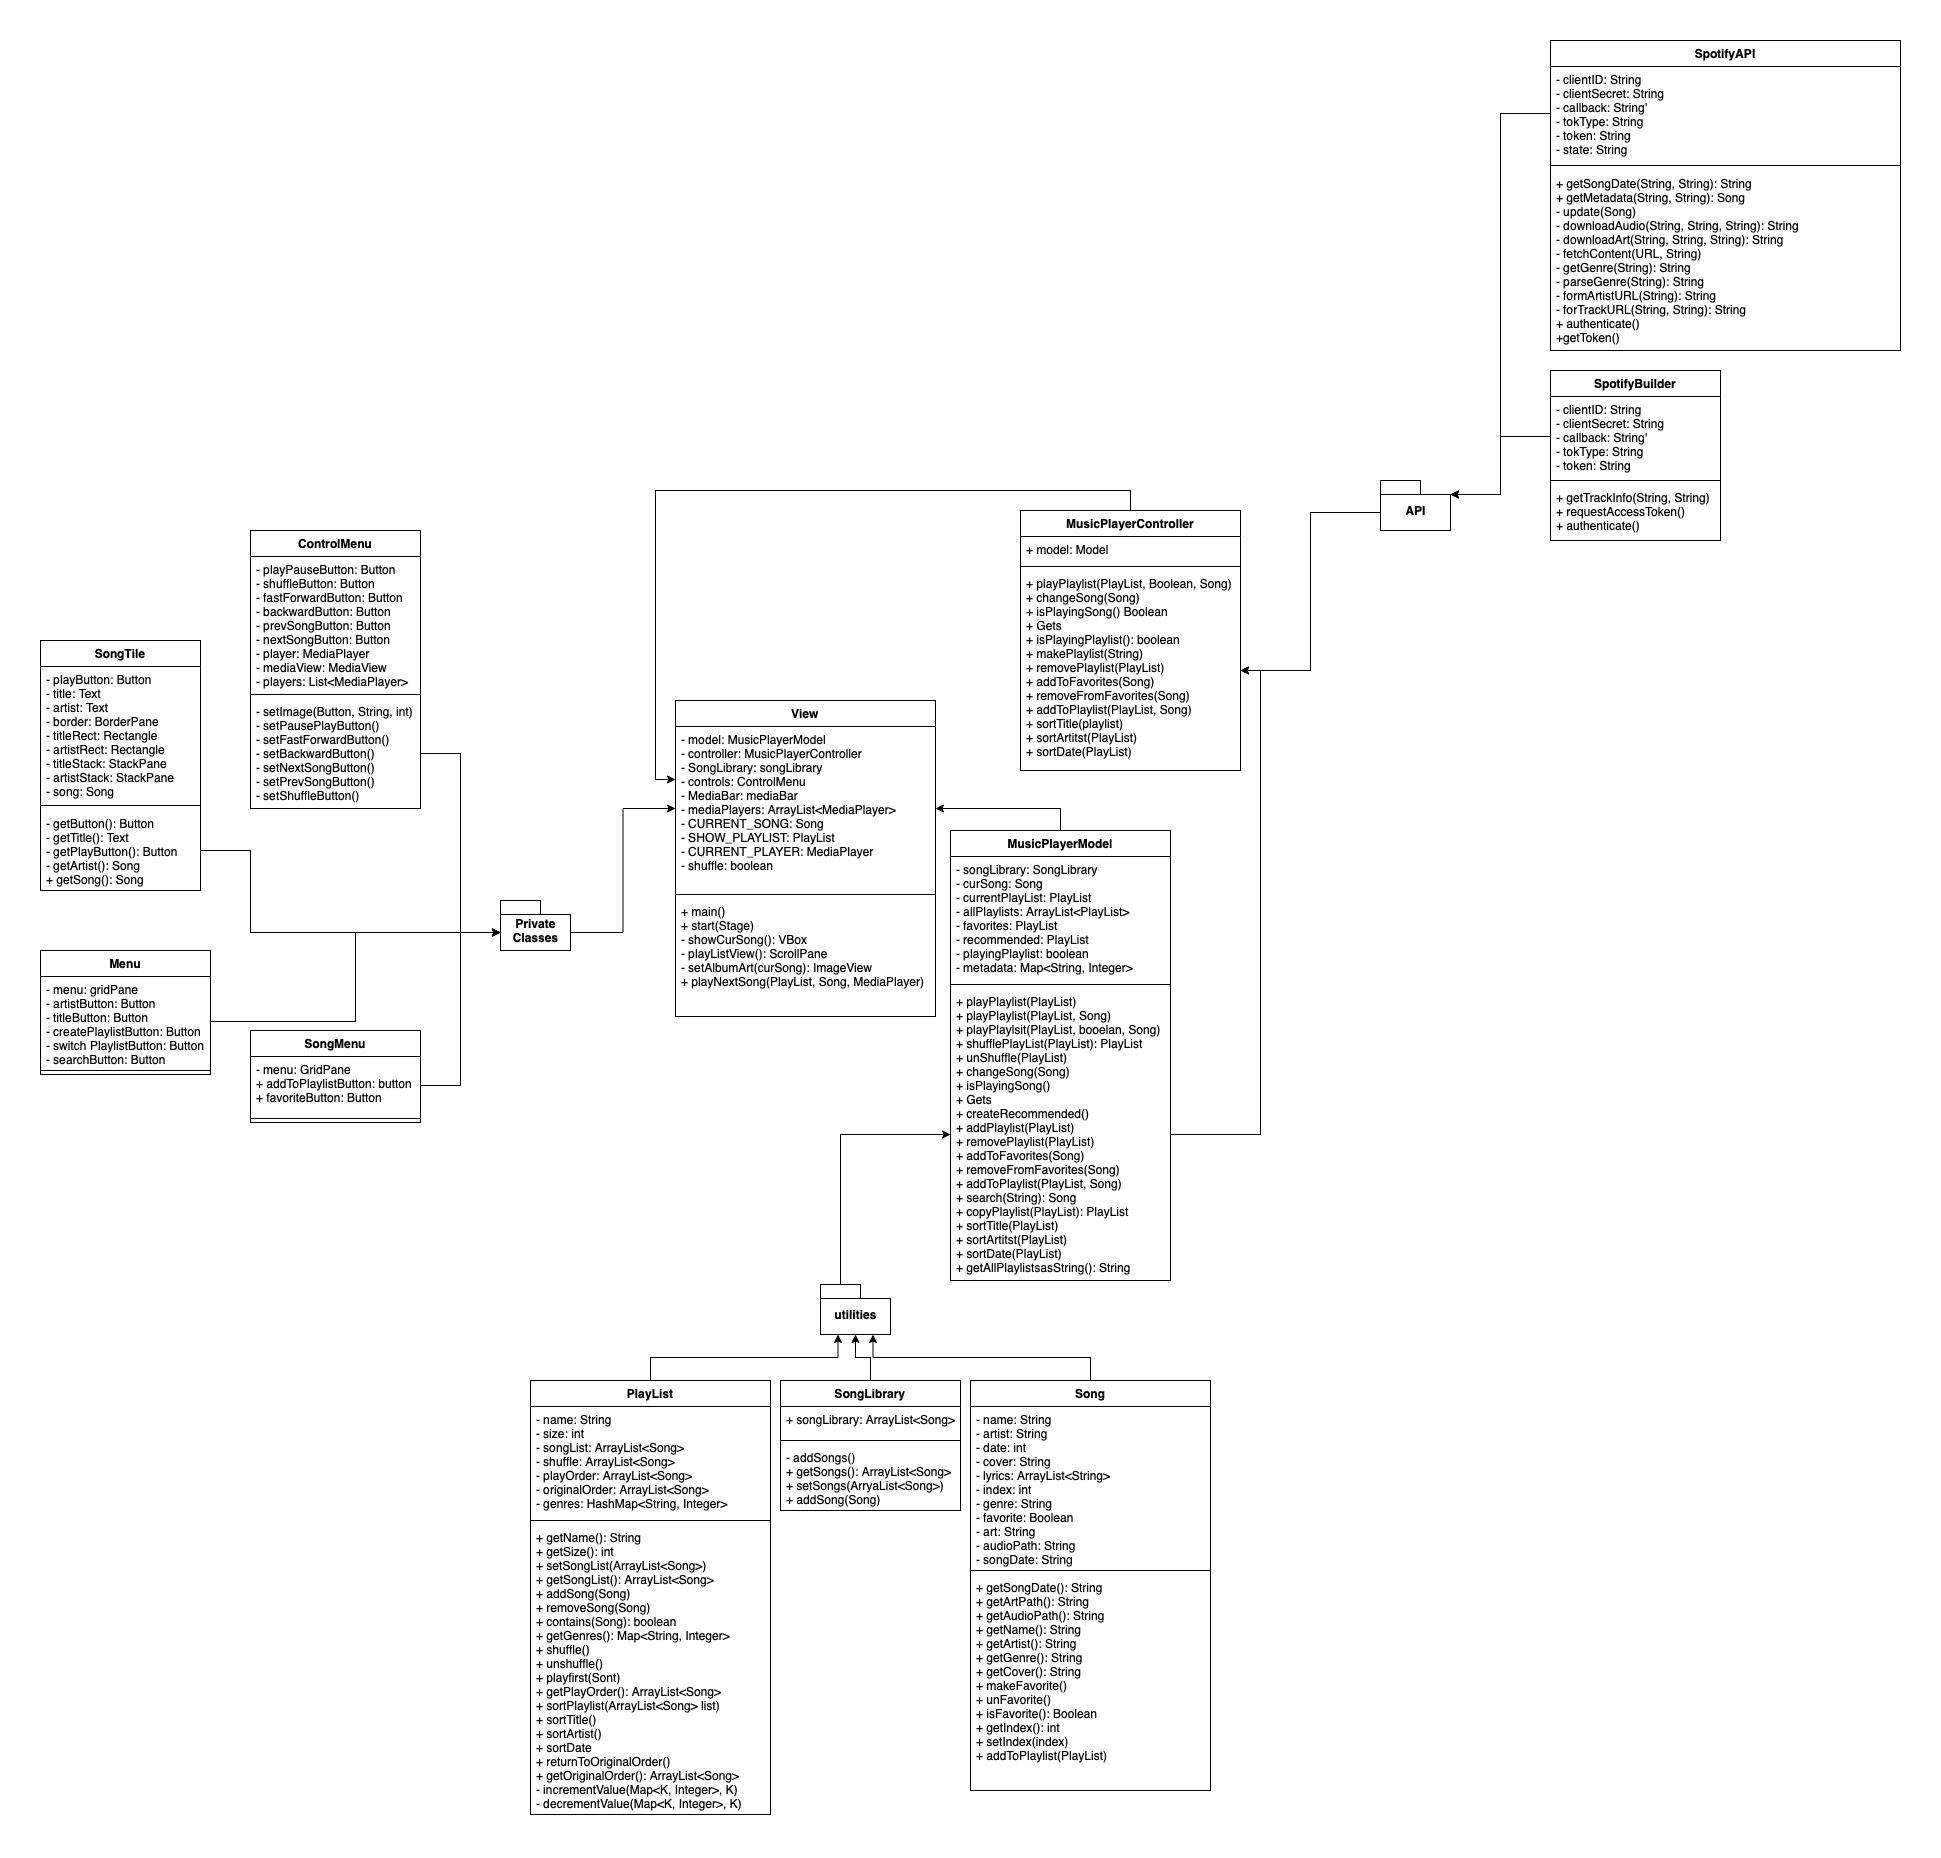 SpotifyAPI
- clientID: String
- clientSecret: String
- callback: String'
- tokType: String
- token: String
- state: String
+ getSongDate(String, String): String
+ getMetadata(String, String): Song
- update(Song)
- downloadAudio(String, String, String): String
- downloadArt(String, String, String): String
- fetchContent(URL, String)
- getGenre(String): String
- parseGenre(String): String
- formArtistURL(String): String
- forTrackURL(String, String): String
+ authenticate()
+getToken()
SpotifyBuilder
- clientID: String
- clientSecret: String
- callback: String'
- tokType: String
- token: String
+ getTrackInfo(String, String)
+ requestAccessToken()
+ authenticate()
API
MusicPlayerController
+ model: Model
+ playPlaylist(PlayList, Boolean, Song)
+ changeSong(Song)
+ isPlayingSong() Boolean
+ Gets
+ isPlayingPlaylist(): boolean
+ makePlaylist(String)
+ removePlaylist(PlayList)
+ addToFavorites(Song)
+ removeFromFavorites(Song)
+ addToPlaylist(PlayList, Song)
+ sortTitle(playlist)
+ sortArtitst(PlayList)
+ sortDate(PlayList)
ControlMenu
- playPauseButton: Button
- shuffleButton: Button
- fastForwardButton: Button
- backwardButton: Button
- prevSongButton: Button
- nextSongButton: Button
- player: MediaPlayer
- mediaView: MediaView
- players: List<MediaPlayer>
- setImage(Button, String, int)
- setPausePlayButton()
- setFastForwardButton()
- setBackwardButton()
- setNextSongButton()
- setPrevSongButton()
- setShuffleButton()
SongTile
- playButton: Button
- title: Text
- artist: Text
- border: BorderPane
- titleRect: Rectangle
- artistRect: Rectangle
- titleStack: StackPane
- artistStack: StackPane
- song: Song
- getButton(): Button
- getTitle(): Text
- getPlayButton(): Button
- getArtist(): Song
+ getSong(): Song
View
- model: MusicPlayerModel
- controller: MusicPlayerController
- SongLibrary: songLibrary
- controls: ControlMenu
- MediaBar: mediaBar
- mediaPlayers: ArrayList<MediaPlayer>
- CURRENT_SONG: Song
- SHOW_PLAYLIST: PlayList
- CURRENT_PLAYER: MediaPlayer
- shuffle: boolean
+ main()
+ start(Stage)
- showCurSong(): VBox
- playListView(): ScrollPane
- setAlbumArt(curSong): ImageView
+ playNextSong(PlayList, Song, MediaPlayer)
Private
Classes
Menu
- menu: gridPane
- artistButton: Button
- titleButton: Button
- createPlaylistButton: Button
- switch PlaylistButton: Button
- searchButton: Button
SongMenu
- menu: GridPane
+ addToPlaylistButton: button
+ favoriteButton: Button
MusicPlayerModel
- songLibrary: SongLibrary
- curSong: Song
- currentPlayList: PlayList
- allPlaylists: ArrayList<PlayList>
- favorites: PlayList
- recommended: PlayList
- playingPlaylist: boolean
- metadata: Map<String, Integer>
+ playPlaylist(PlayList)
+ playPlaylist(PlayList, Song)
+ playPlaylsit(PlayList, booelan, Song)
+ shufflePlayList(PlayList): PlayList
+ unShuffle(PlayList)
+ changeSong(Song)
+ isPlayingSong()
+ Gets
+ createRecommended()
+ addPlaylist(PlayList)
+ removePlaylist(PlayList)
+ addToFavorites(Song)
+ removeFromFavorites(Song)
+ addToPlaylist(PlayList, Song)
+ search(String): Song
+ copyPlaylist(PlayList): PlayList
+ sortTitle(PlayList)
+ sortArtitst(PlayList)
+ sortDate(PlayList)
+ getAllPlaylistsasString(): String
utilities
PlayList
- name: String
- size: int
- songList: ArrayList<Song>
- shuffle: ArrayList<Song>
- playOrder: ArrayList<Song>
- originalOrder: ArrayList<Song>
- genres: HashMap<String, Integer>
+ getName(): String
+ getSize(): int
+ setSongList(ArrayList<Song>)
+ getSongList(): ArrayList<Song>
+ addSong(Song)
+ removeSong(Song)
+ contains(Song): boolean
+ getGenres(): Map<String, Integer>
+ shuffle()
+ unshuffle()
+ playfirst(Sont)
+ getPlayOrder(): ArrayList<Song>
+ sortPlaylist(ArrayList<Song> list)
+ sortTitle()
+ sortArtist()
+ sortDate
+ returnToOriginalOrder()
+ getOriginalOrder(): ArrayList<Song>
- incrementValue(Map<K, Integer>, K)
- decrementValue(Map<K, Integer>, K)
SongLibrary
+ songLibrary: ArrayList<Song>
- addSongs()
+ getSongs(): ArrayList<Song>
+ setSongs(ArryaList<Song>)
+ addSong(Song)
Song
- name: String
- artist: String
- date: int
- cover: String
- lyrics: ArrayList<String>
- index: int
- genre: String
- favorite: Boolean
- art: String
- audioPath: String
- songDate: String
+ getSongDate(): String
+ getArtPath(): String
+ getAudioPath(): String
+ getName(): String
+ getArtist(): String
+ getGenre(): String
+ getCover(): String
+ makeFavorite()
+ unFavorite()
+ isFavorite(): Boolean
+ getIndex(): int
+ setIndex(index)
+ addToPlaylist(PlayList)